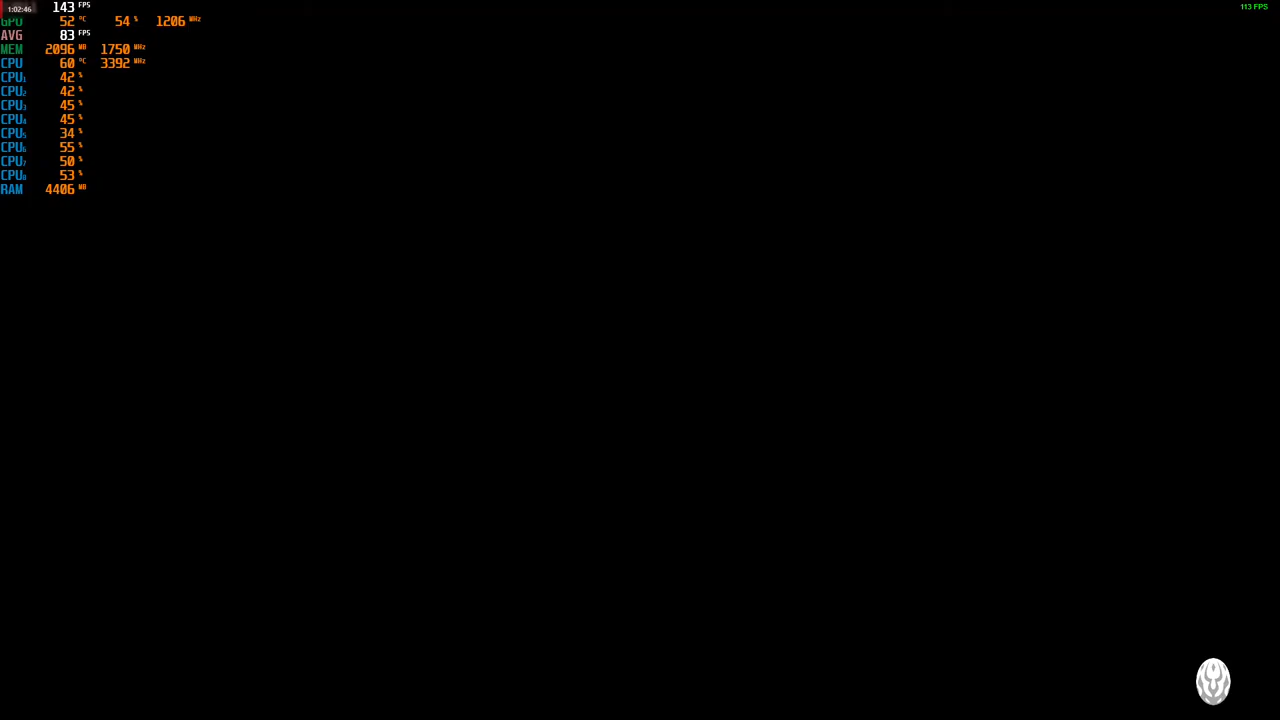 1:02:46 143 FPS 113 FPS
GPU 52 °C 54 % 1206 MHz
AVG 83 FPS
MEM 2096 MB 1750 MHz
CPU 60 °C 3392 MHz
CPU1 42 %
CPU2 42 %
CPU3 45 %
CPU4 45 %
CPU5 34 %
CPU6 55 %
CPU7 50 %
CPU8 53 %
RAM 4406 MB